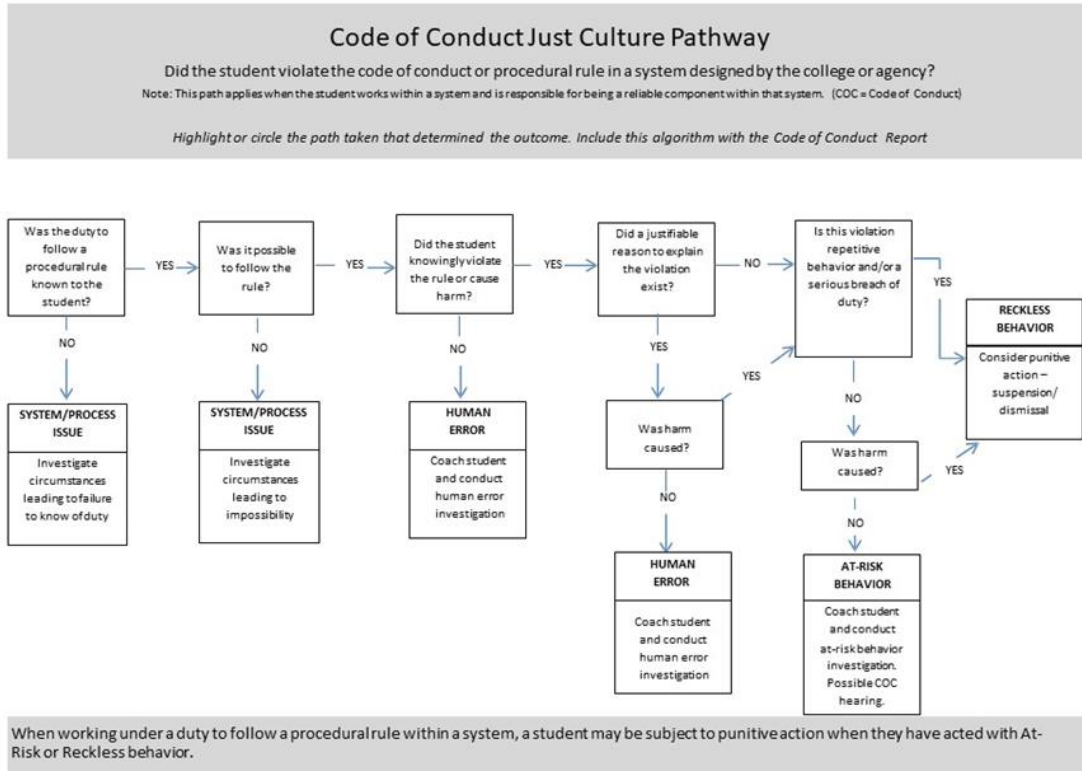 Code of Conduct Just Culture Pathway
Did the student violate the code of conduct or procedural rule in a system designed by the college or agency?
Note: This path applies when the student works within a system and is responsible for being a reliable component within that system. (COC = Code of Conduct)
Highlight or circle the path taken that determined the outcome. Include this algorithm with the Code of Conduct Report
Was the duty to
follow a
procedural rule
known to the
student?
YES
Was it possible
to follow the
rule?
YES
Did the student
knowingly violate
the rule or cause
harm?
YES
Did a justifiable
reason to explain
the violation
exist?
NO
Is this violation
repetitive
behavior and/or a
serious breach of
duty?
YES
NO
NO
NO
YES
YES
NO
RECKLESS
BEHAVIOR
Consider punitive
action –
suspension/
dismissal
SYSTEM/PROCESS
ISSUE
Investigate
circumstances
leading to failure
to know of duty
SYSTEM/PROCESS
ISSUE
Investigate
circumstances
leading to
impossibility
HUMAN
ERROR
Coach student
and conduct
human error
investigation
Was harm
caused?
NO
Was harm
caused?
YES
NO
HUMAN
ERROR
Coach student
and conduct
human error
investigation
AT-RISK
BEHAVIOR
Coach student
and conduct
at-risk behavior
investigation.
Possible COC
hearing.
When working under a duty to follow a procedural rule within a system, a student may be subject to punitive action when they have acted with At-
Risk or Reckless behavior.